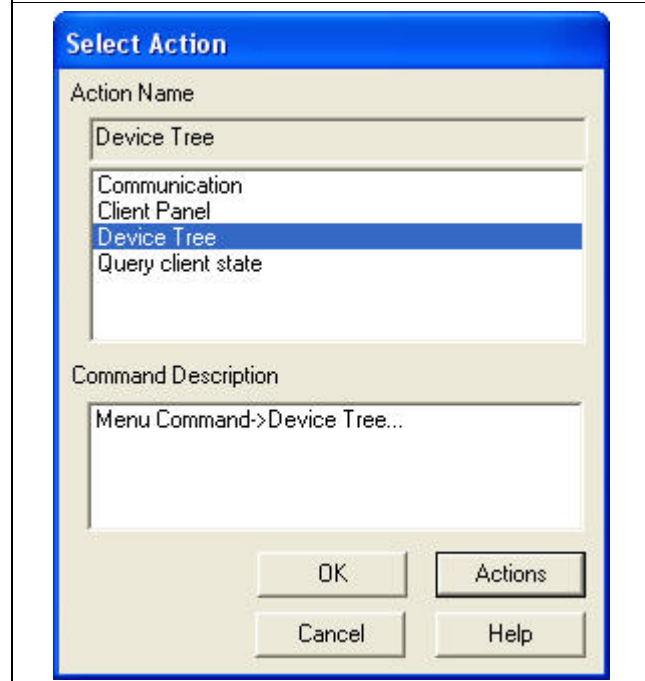 Select Action
Action Name
Device Tree
Communication
Client Panel
Device Tree
Query client state
Command Description
Menu Command->Device Tree...
OK Actions
Cancel Help